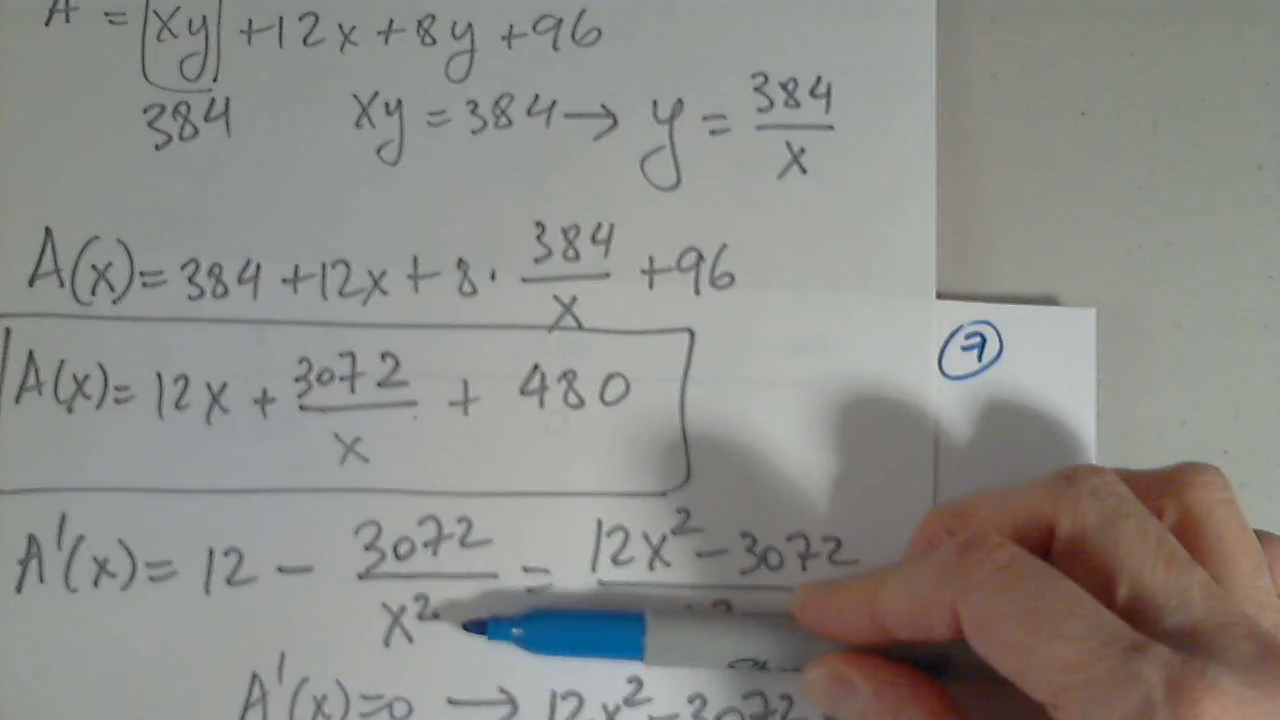 A = xy + 12x + 8y + 96
384 xy = 384 → y = 384/x
A(x) = 384 + 12x + 8 · 384/x + 96
A(x) = 12x + 3072/x + 480
7
A'(x) = 12 - 3072/x² = 12x² - 3072
A'(x) = 0 → 12x² - 3072